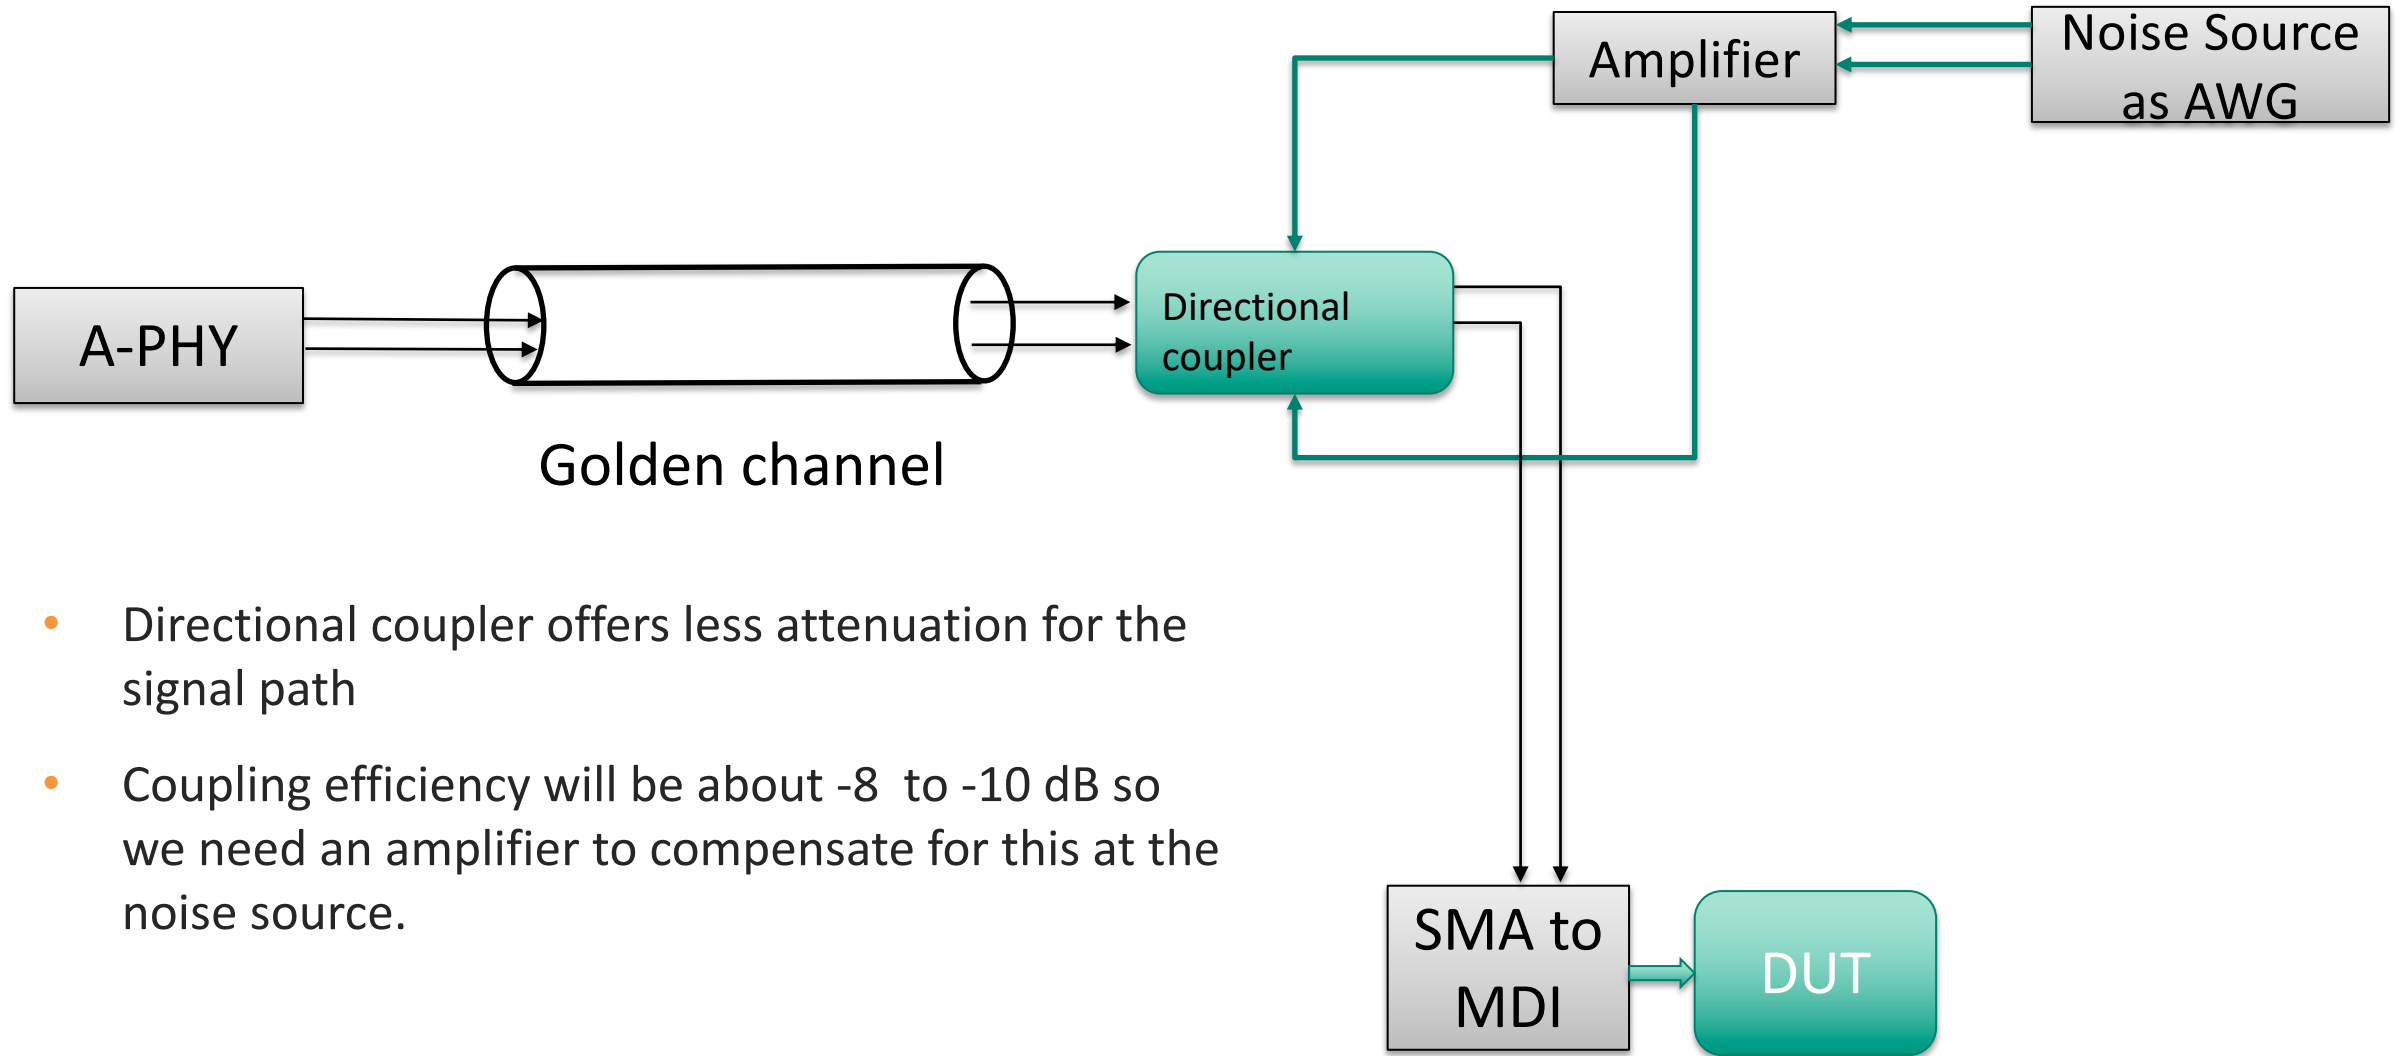 Noise Source
as AWG
Amplifier
Directional
coupler
A-PHY
Golden channel
• Directional coupler offers less attenuation for the
signal path
• Coupling efficiency will be about -8  to -10 dB so
we need an amplifier to compensate for this at the
noise source.
SMA to
MDI
DUT